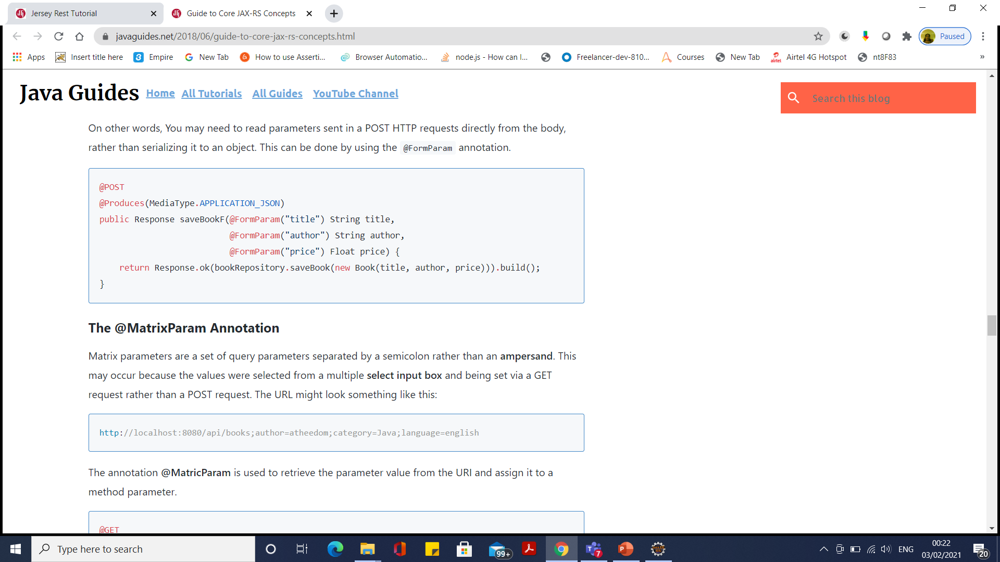 Jersey Rest Tutorial
Guide to Core JAX-RS Concepts
javaguides.net/2018/06/guide-to-core-jax-rs-concepts.html
Paused
Apps
Insert title here
Empire
New Tab
How to use Asserti...
Browser Automatio...
node.js - How can I...
Freelancer-dev-810...
Courses
New Tab
airtel
Airtel 4G Hotspot
nt8F83
»
Java Guides Home All Tutorials All Guides YouTube Channel
Search this blog
On other words, You may need to read parameters sent in a POST HTTP requests directly from the body,
rather than serializing it to an object. This can be done by using the @FormParam annotation.
@POST
@Produces(MediaType.APPLICATION_JSON)
public Response saveBookF(@FormParam("title") String title,
@FormParam("author") String author,
@FormParam("price") Float price) {
return Response.ok(bookRepository.saveBook(new Book(title, author, price))).build();
}
The @MatrixParam Annotation
Matrix parameters are a set of query parameters separated by a semicolon rather than an ampersand. This
may occur because the values were selected from a multiple select input box and being set via a GET
request rather than a POST request. The URL might look something like this:
http://localhost:8080/api/books;author=atheedom;category=Java;language=english
The annotation @MatricParam is used to retrieve the parameter value from the URI and assign it to a
method parameter.
@GET
Type here to search
99+
7
ENG
00:22
03/02/2021
20